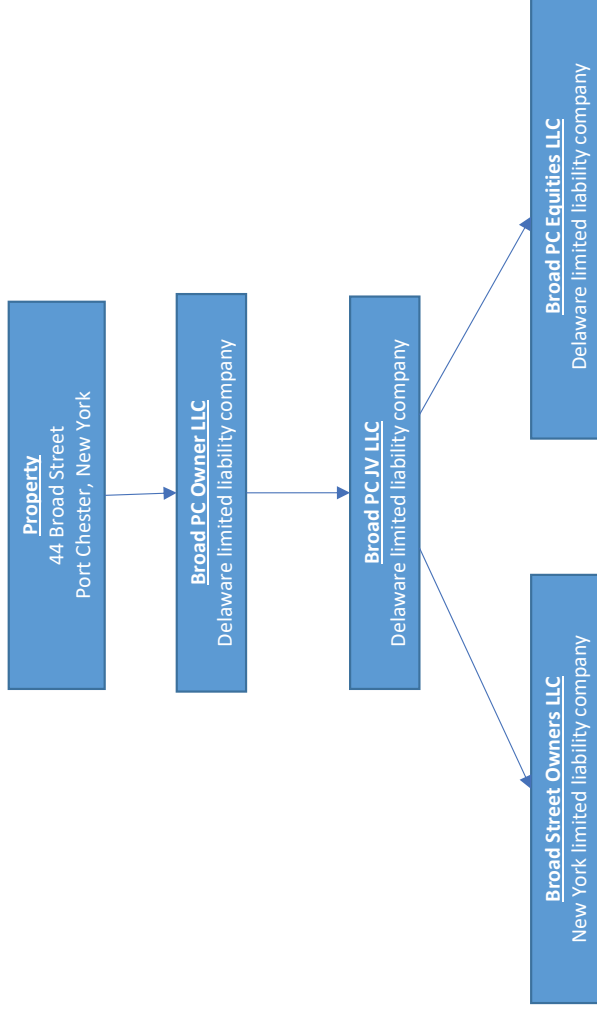 Property
44 Broad Street
Port Chester, New York
Broad PC Owner LLC
Delaware limited liability company
Broad PC JV LLC
Delaware limited liability company
Broad Street Owners LLC
New York limited liability company
Broad PC Equities LLC
Delaware limited liability company